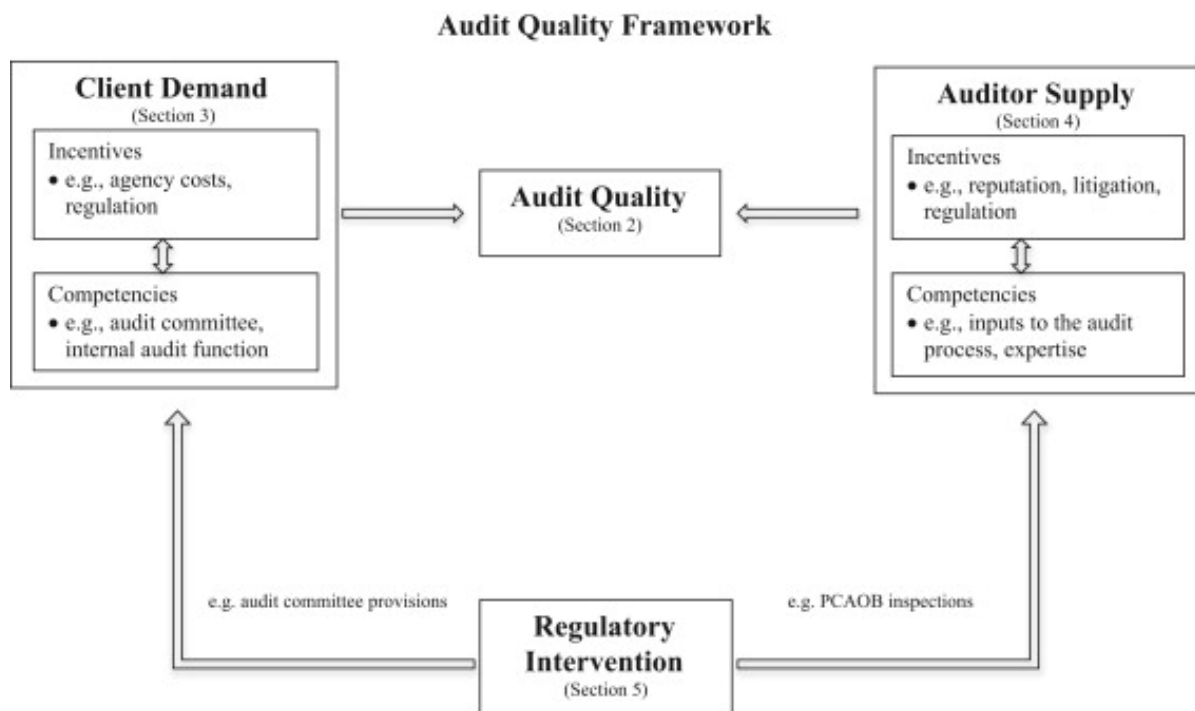 Audit Quality Framework
Client Demand
(Section 3)
Incentives
• e.g., agency costs,
regulation
Competencies
• e.g., audit committee,
internal audit function
Audit Quality
(Section 2)
Auditor Supply
(Section 4)
Incentives
• e.g., reputation, litigation,
regulation
Competencies
• e.g., inputs to the audit
process, expertise
e.g. audit committee provisions
Regulatory
Intervention
(Section 5)
e.g. PCAOB inspections